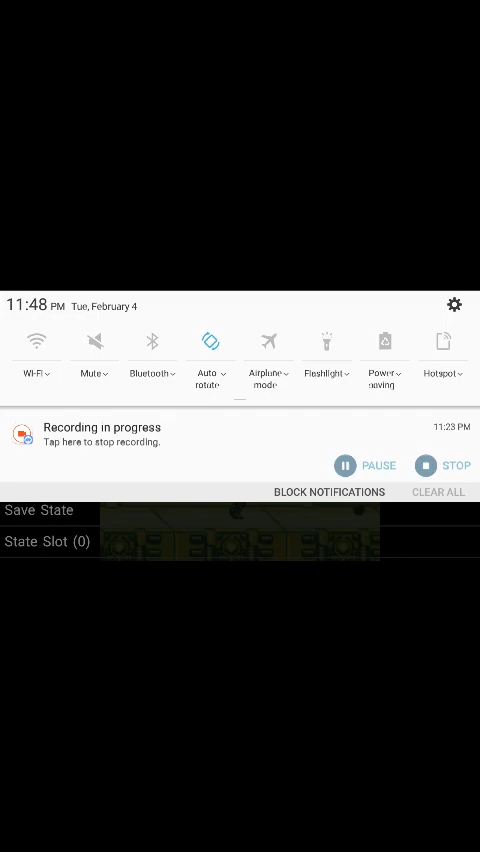 11:48 PM Tue, February 4
Wi-Fi Mute Bluetooth Auto rotate Airplane mode Flashlight Power saving Hotspot
Recording in progress 11:23 PM
Tap here to stop recording.
PAUSE STOP
BLOCK NOTIFICATIONS CLEAR ALL
Save State
State Slot (0)